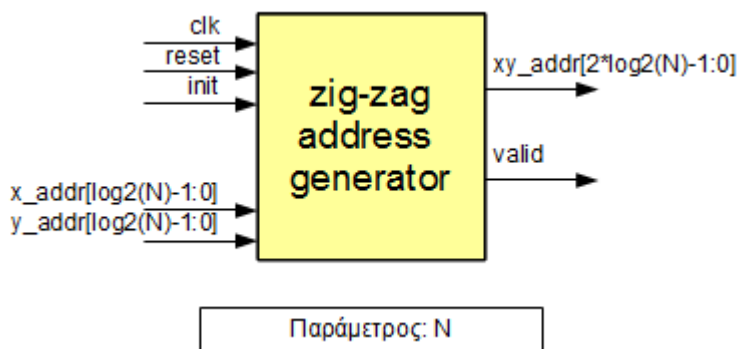 clk
reset
init
zig-zag
address
generator
xy_addr[2*log2(N)-1:0]
valid
x_addr[log2(N)-1:0]
y_addr[log2(N)-1:0]
Παράμετρος: N